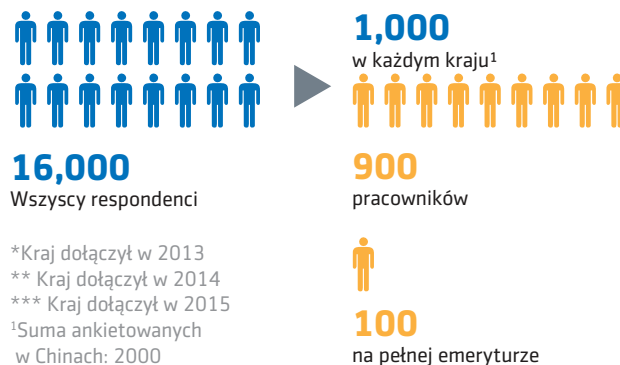 16,000
Wszyscy respondenci
*Kraj dołączył w 2013
** Kraj dołączył w 2014
*** Kraj dołączył w 2015
¹Suma ankietowanych
w Chinach: 2000
1,000
w każdym kraju¹
900
pracowników
100
na pełnej emeryturze